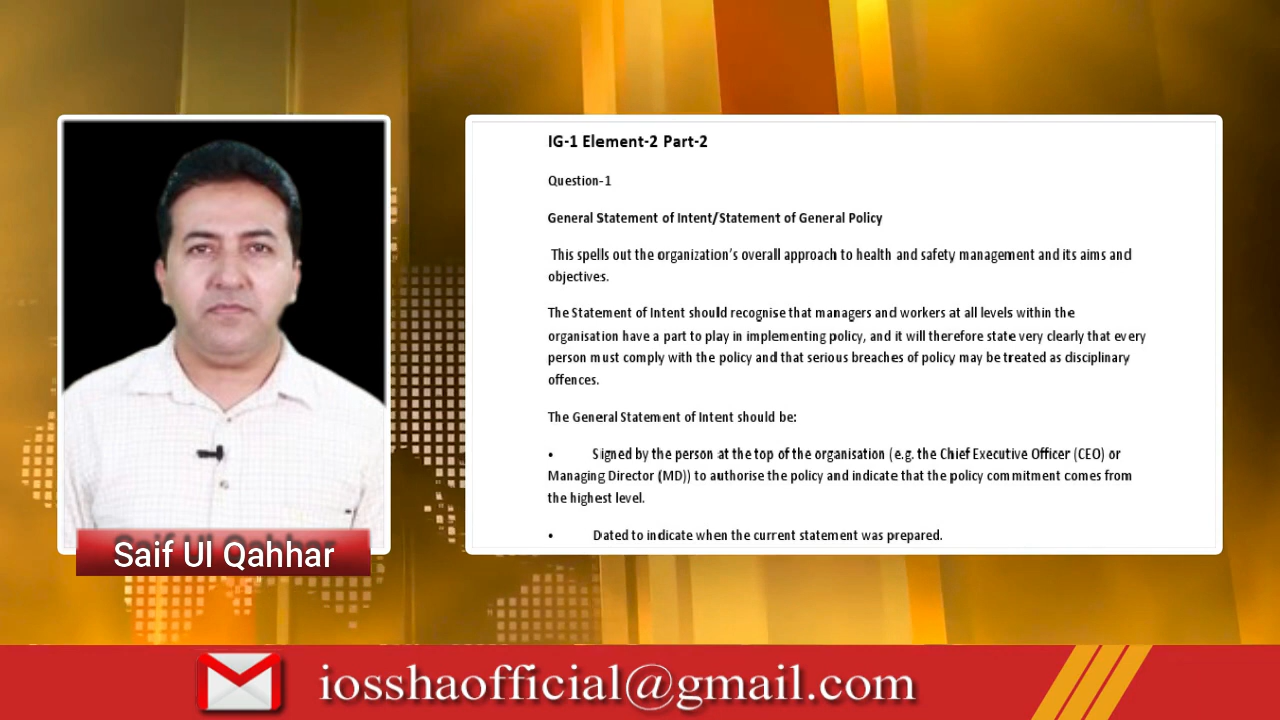 IG-1 Element-2 Part-2
Question-1
General Statement of Intent/Statement of General Policy
This spells out the organization's overall approach to health and safety management and its aims and
objectives.
The Statement of Intent should recognise that managers and workers at all levels within the
organisation have a part to play in implementing policy, and it will therefore state very clearly that every
person must comply with the policy and that serious breaches of policy may be treated as disciplinary
offences.
The General Statement of Intent should be:
• Signed by the person at the top of the organisation (e.g. the Chief Executive Officer (CEO) or
Managing Director (MD)) to authorise the policy and indicate that the policy commitment comes from
the highest level.
• Dated to indicate when the current statement was prepared.
Saif Ul Qahhar
iosshaofficial@gmail.com